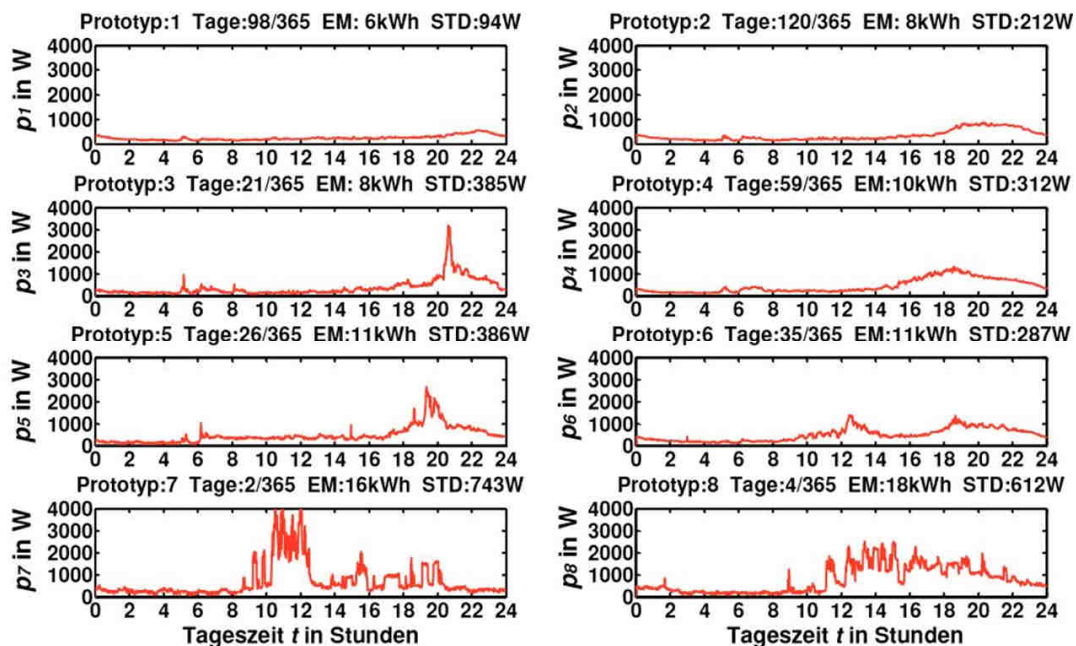 Prototyp:1 Tage:98/365 EM: 6kWh STD:94W
Prototyp:2 Tage:120/365 EM: 8kWh STD:212W
4000
3000
2000
1000
0
p1 in W
0 2 4 6 8 10 12 14 16 18 20 22 24
4000
3000
2000
1000
0
p2 in W
0 2 4 6 8 10 12 14 16 18 20 22 24
Prototyp:3 Tage:21/365 EM: 8kWh STD:385W
Prototyp:4 Tage:59/365 EM:10kWh STD:312W
4000
3000
2000
1000
0
p3 in W
0 2 4 6 8 10 12 14 16 18 20 22 24
4000
3000
2000
1000
0
p4 in W
0 2 4 6 8 10 12 14 16 18 20 22 24
Prototyp:5 Tage:26/365 EM:11kWh STD:386W
Prototyp:6 Tage:35/365 EM:11kWh STD:287W
4000
3000
2000
1000
0
p5 in W
0 2 4 6 8 10 12 14 16 18 20 22 24
4000
3000
2000
1000
0
p6 in W
0 2 4 6 8 10 12 14 16 18 20 22 24
Prototyp:7 Tage:2/365 EM:16kWh STD:743W
Prototyp:8 Tage:4/365 EM:18kWh STD:612W
4000
3000
2000
1000
0
p7 in W
0 2 4 6 8 10 12 14 16 18 20 22 24
Tageszeit t in Stunden
4000
3000
2000
1000
0
p8 in W
0 2 4 6 8 10 12 14 16 18 20 22 24
Tageszeit t in Stunden